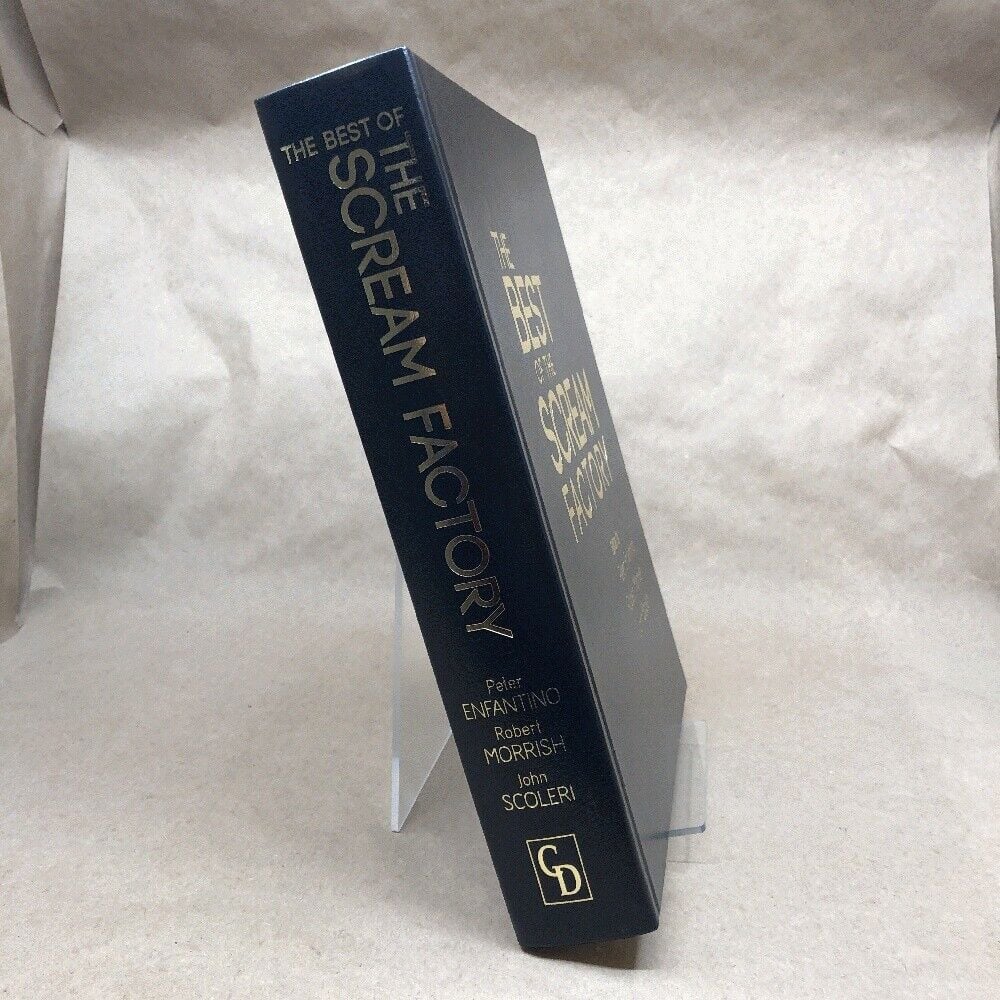 THE BEST OF
THE
SCREAM FACTORY
Peter
ENFANTINO
Robert
MORRISH
John
SCOLERI
CD
THE
BEST
OF THE
SCREAM
FACTORY